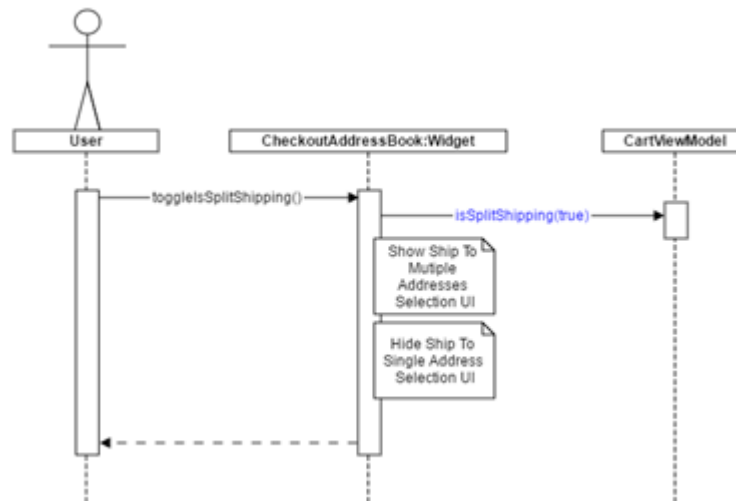 User
CheckoutAddressBook:Widget
CartViewModel
toggleIsSplitShipping()
isSplitShipping(true)
Show Ship To
Mutiple
Addresses
Selection UI
Hide Ship To
Single Address
Selection UI